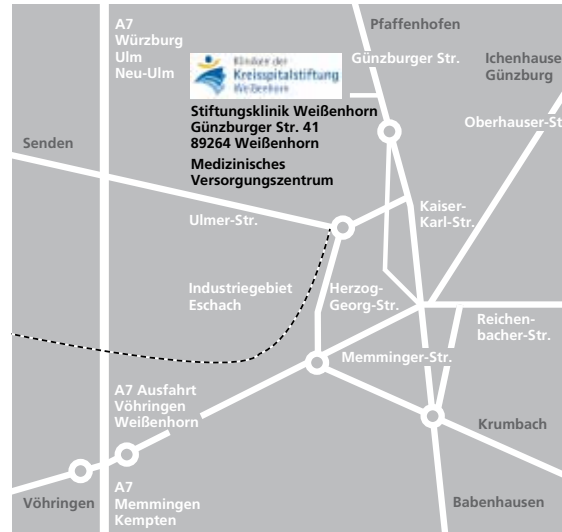 A7
Würzburg
Ulm
Neu-Ulm
Pfaffenhofen
Günzburger Str.
Ichenhause
Günzburg
Kliniken der
Kreisspitalstiftung
Weißenhorn
Stiftungsklinik Weißenhorn
Günzburger Str. 41
89264 Weißenhorn
Medizinisches
Versorgungszentrum
Oberhauser-St
Senden
Ulmer-Str.
Kaiser-
Karl-Str.
Industriegebiet
Eschach
Herzog-
Georg-Str.
Reichen-
bacher-Str.
Memminger-Str.
A7 Ausfahrt
Vöhringen
Weißenhorn
Krumbach
Vöhringen
A7
Memmingen
Kempten
Babenhausen